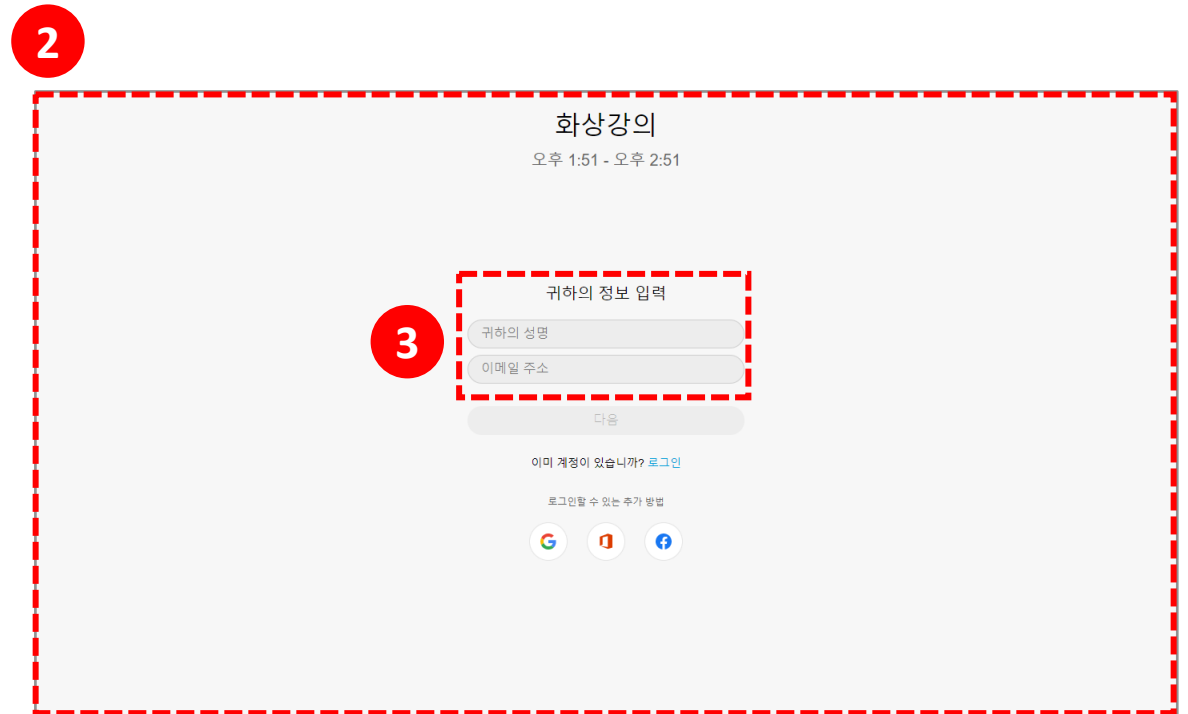 2
화상강의
오후 1:51 - 오후 2:51
귀하의 정보 입력
3
귀하의 성명
이메일 주소
다음
이미 계정이 있습니까? 로그인
로그인할 수 있는 추가 방법